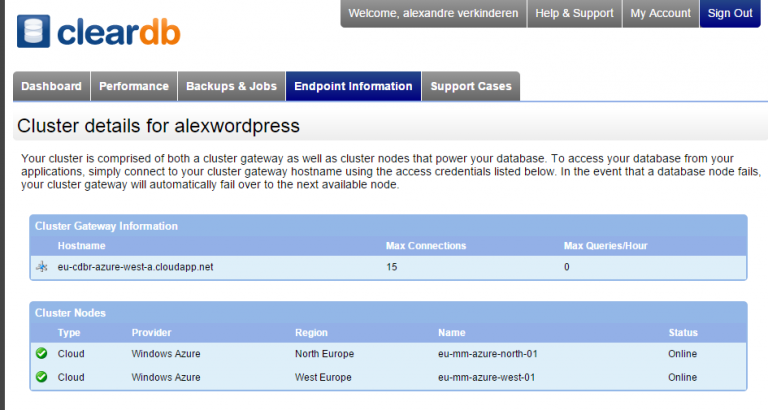 Welcome, alexandre verkinderen Help & Support My Account Sign Out
cleardb
Dashboard Performance Backups & Jobs Endpoint Information Support Cases
Cluster details for alexwordpress
Your cluster is comprised of both a cluster gateway as well as cluster nodes that power your database. To access your database from your
applications, simply connect to your cluster gateway hostname using the access credentials listed below. In the event that a database node fails,
your cluster gateway will automatically fail over to the next available node.
Cluster Gateway Information
Hostname Max Connections Max Queries/Hour
eu-cdbr-azure-west-a.cloudapp.net 15 0
Cluster Nodes
Type Provider Region Name Status
Cloud Windows Azure North Europe eu-mm-azure-north-01 Online
Cloud Windows Azure West Europe eu-mm-azure-west-01 Online